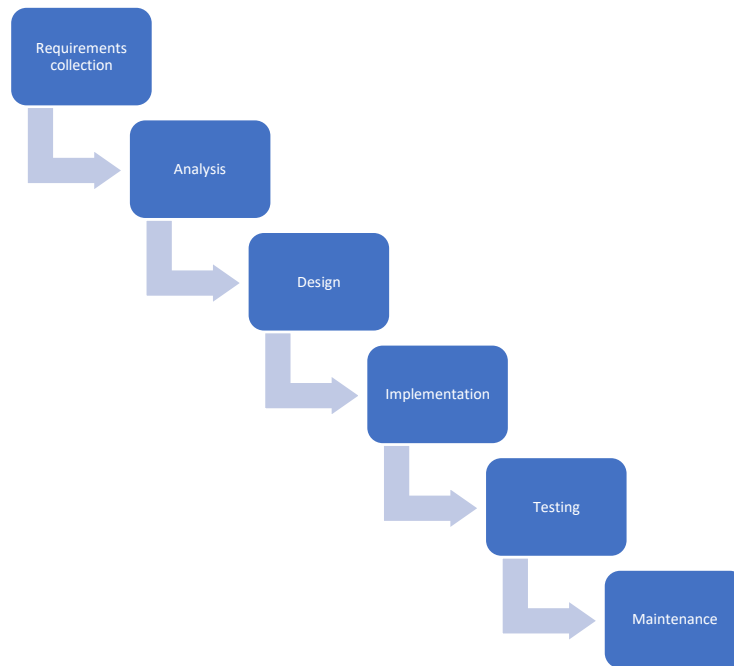 Requirements
collection
Analysis
Design
Implementation
Testing
Maintenance